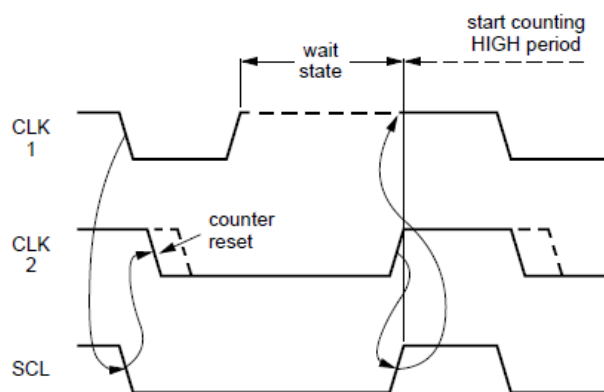 start counting
HIGH period
wait
state
CLK
1
counter
reset
CLK
2
SCL